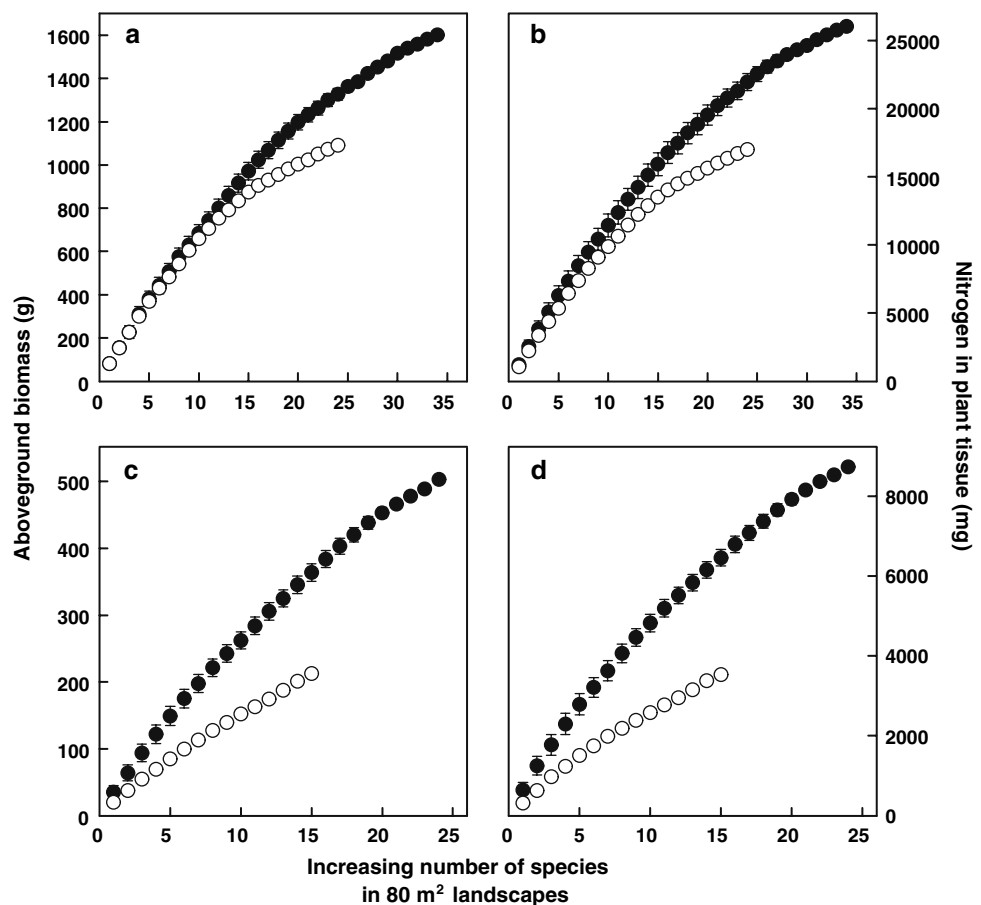 a
1600
1400
1200
1000
800
600
400
200
0
0 5 10 15 20 25 30 35
b
25000
20000
15000
10000
5000
0
0 5 10 15 20 25 30 35
c
500
400
300
200
100
0
0 5 10 15 20 25
d
8000
6000
4000
2000
0
0 5 10 15 20 25
Aboveground biomass (g)
Nitrogen in plant tissue (mg)
Increasing number of species
in 80 m² landscapes